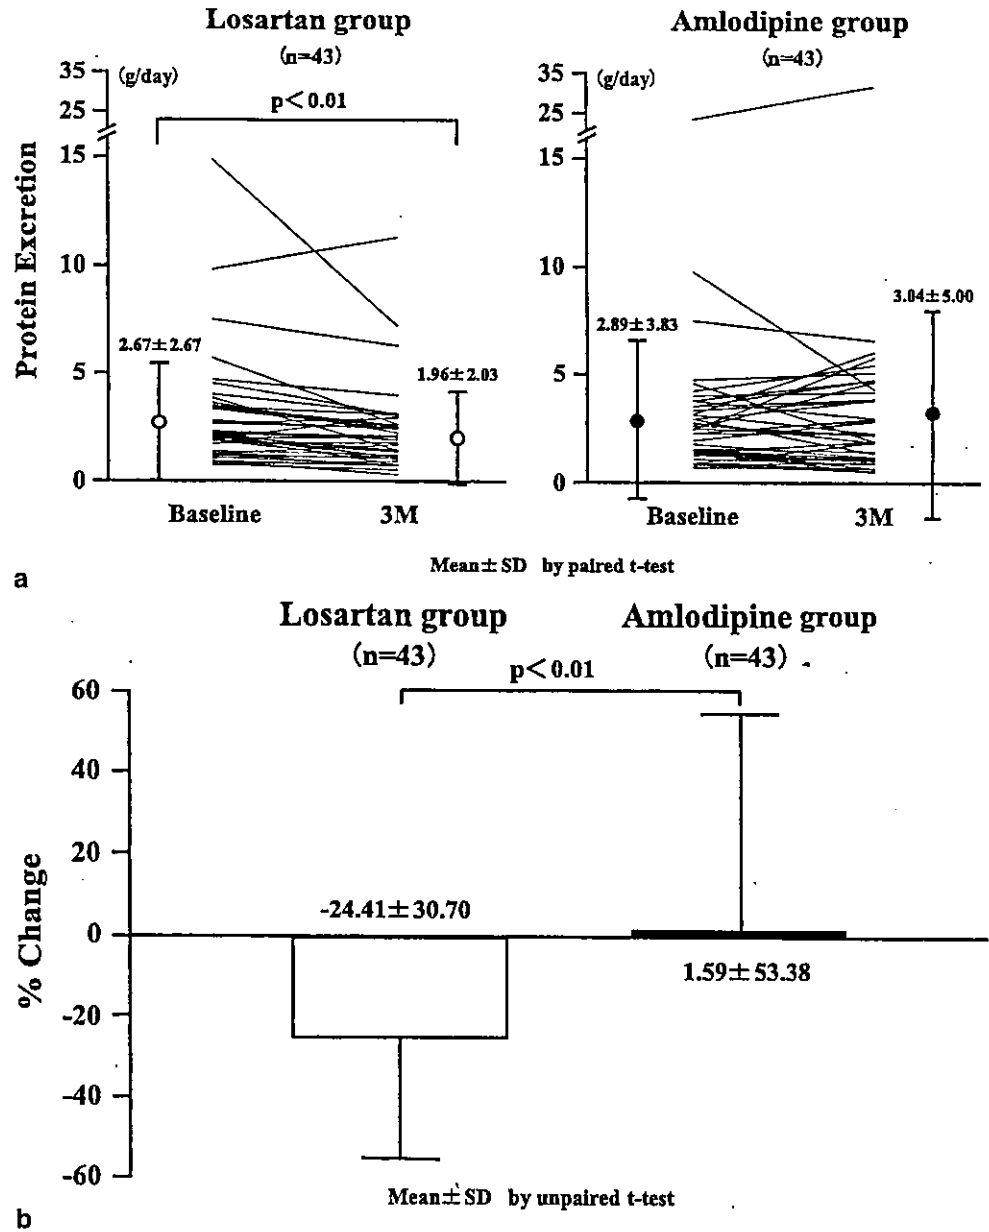 Losartan group
(n=43)
(g/day)
p<0.01
35
25
15
10
5
0
Protein Excretion
2.67±2.67
1.96±2.03
Baseline
3M
Amlodipine group
(n=43)
(g/day)
35
25
15
10
5
0
2.89±3.83
3.04±5.00
Baseline
3M
Mean±SD by paired t-test
a
Losartan group
(n=43)
Amlodipine group
(n=43)
p<0.01
60
40
20
0
-20
-40
-60
% Change
-24.41±30.70
1.59±53.38
Mean±SD by unpaired t-test
b